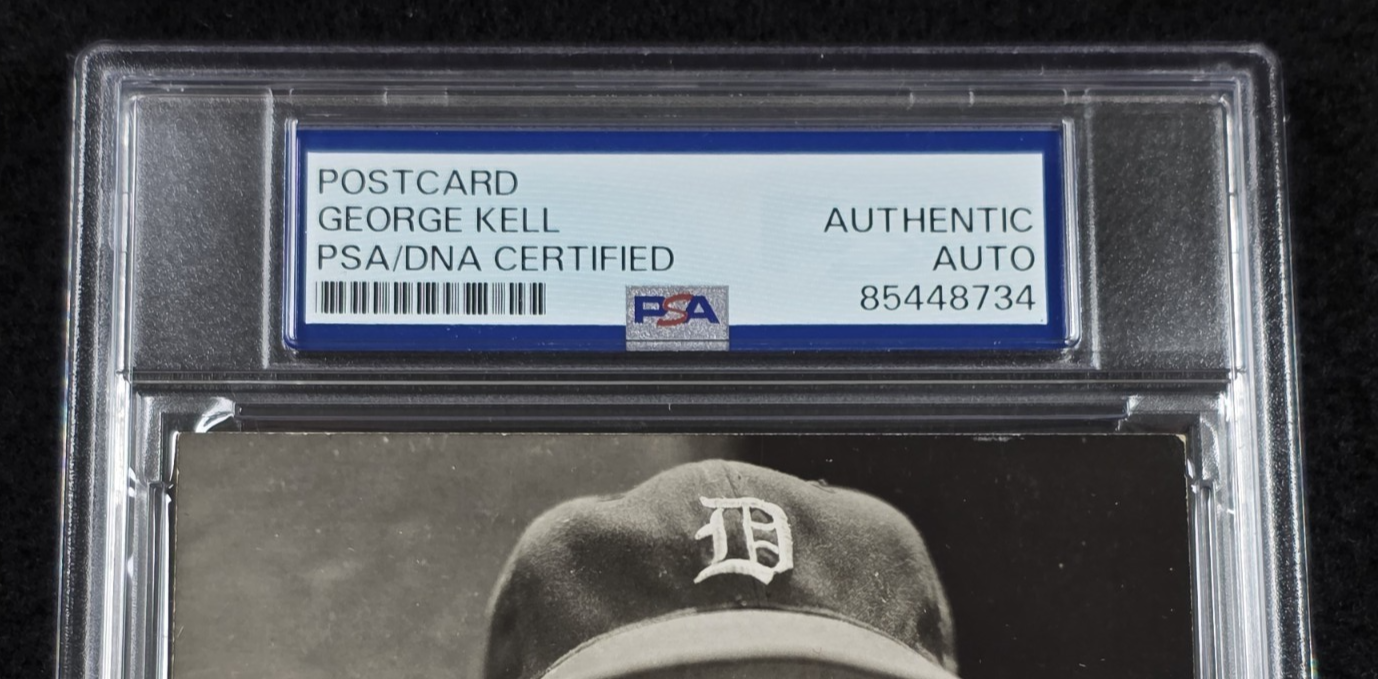 POSTCARD
GEORGE KELL
PSA/DNA CERTIFIED
AUTHENTIC
AUTO
85448734
PSA
D